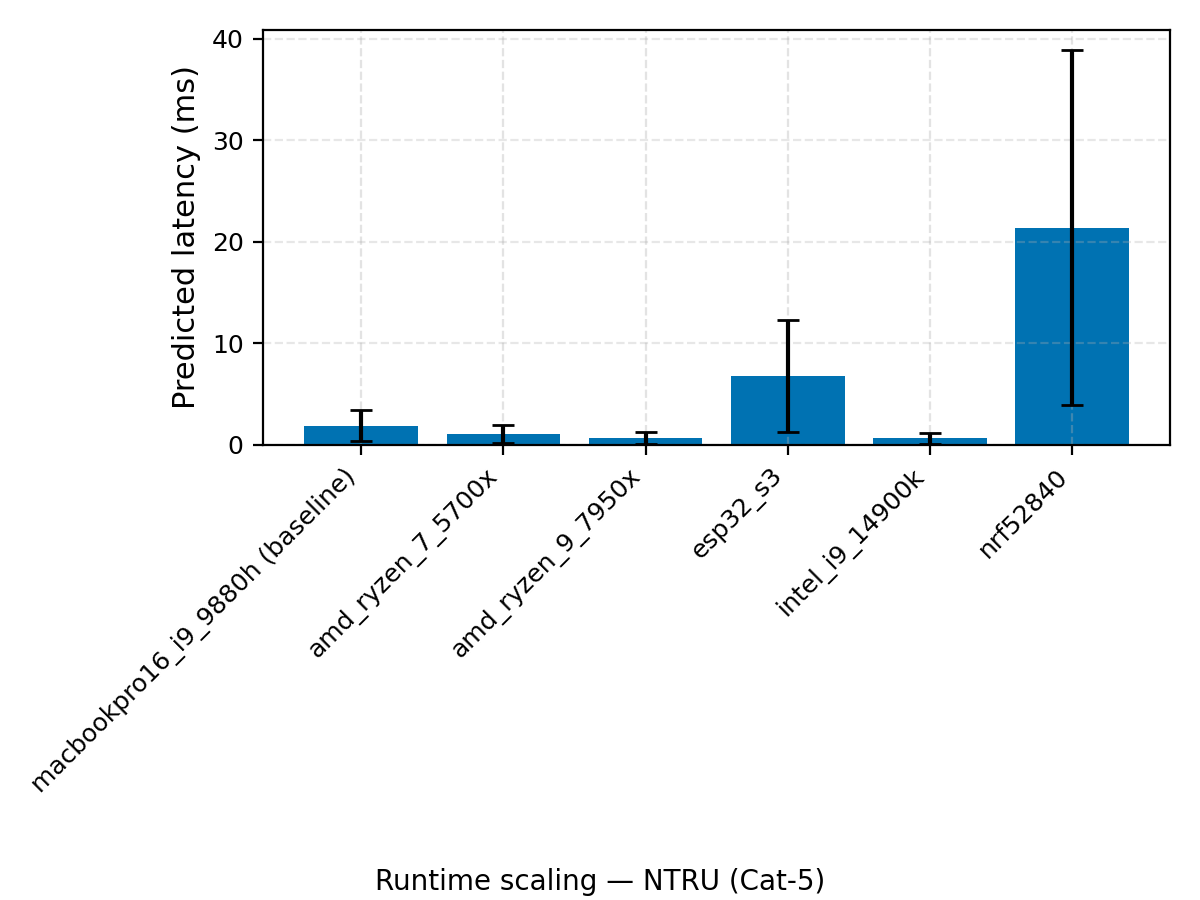 40
30
20
10
0
Predicted latency (ms)
macbookpro16_i9_9880h (baseline)
amd_ryzen_7_5700x
amd_ryzen_9_7950x
esp32_s3
intel_i9_14900k
nrf52840
Runtime scaling — NTRU (Cat-5)